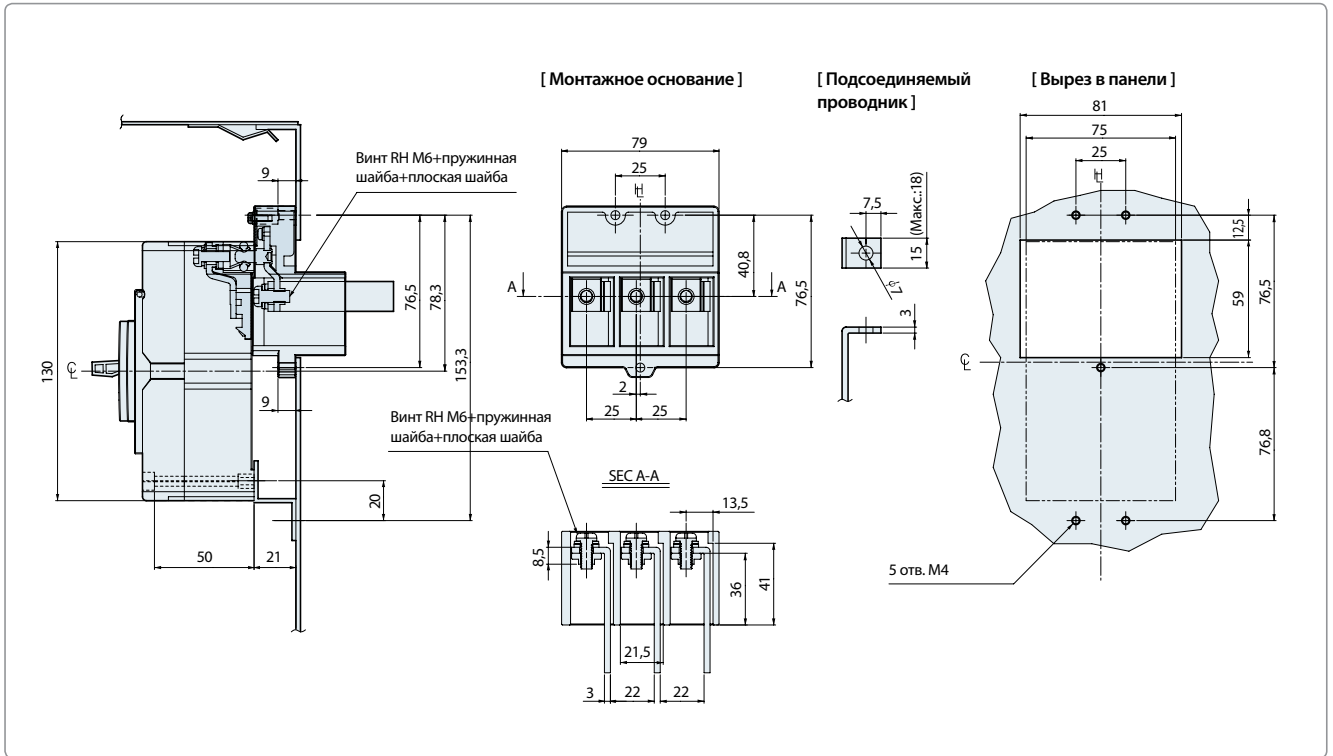 [ Монтажное основание ]
[ Подсоединяемый
проводник ]
[ Вырез в панели ]
Винт RH M6+пружинная
шайба+плоская шайба
9
76,5
78,3
153,3
130
℄
9
20
50
21
79
25
℄
40,8
76,5
A
A
2
25
25
Винт RH M6+пружинная
шайба+плоская шайба
SEC A-A
13,5
8,5
36
41
21,5
3
22
22
7,5
15 (Макс.:18)
⌀7
3
81
75
25
℄
12,5
59
76,5
℄
76,8
5 отв. M4